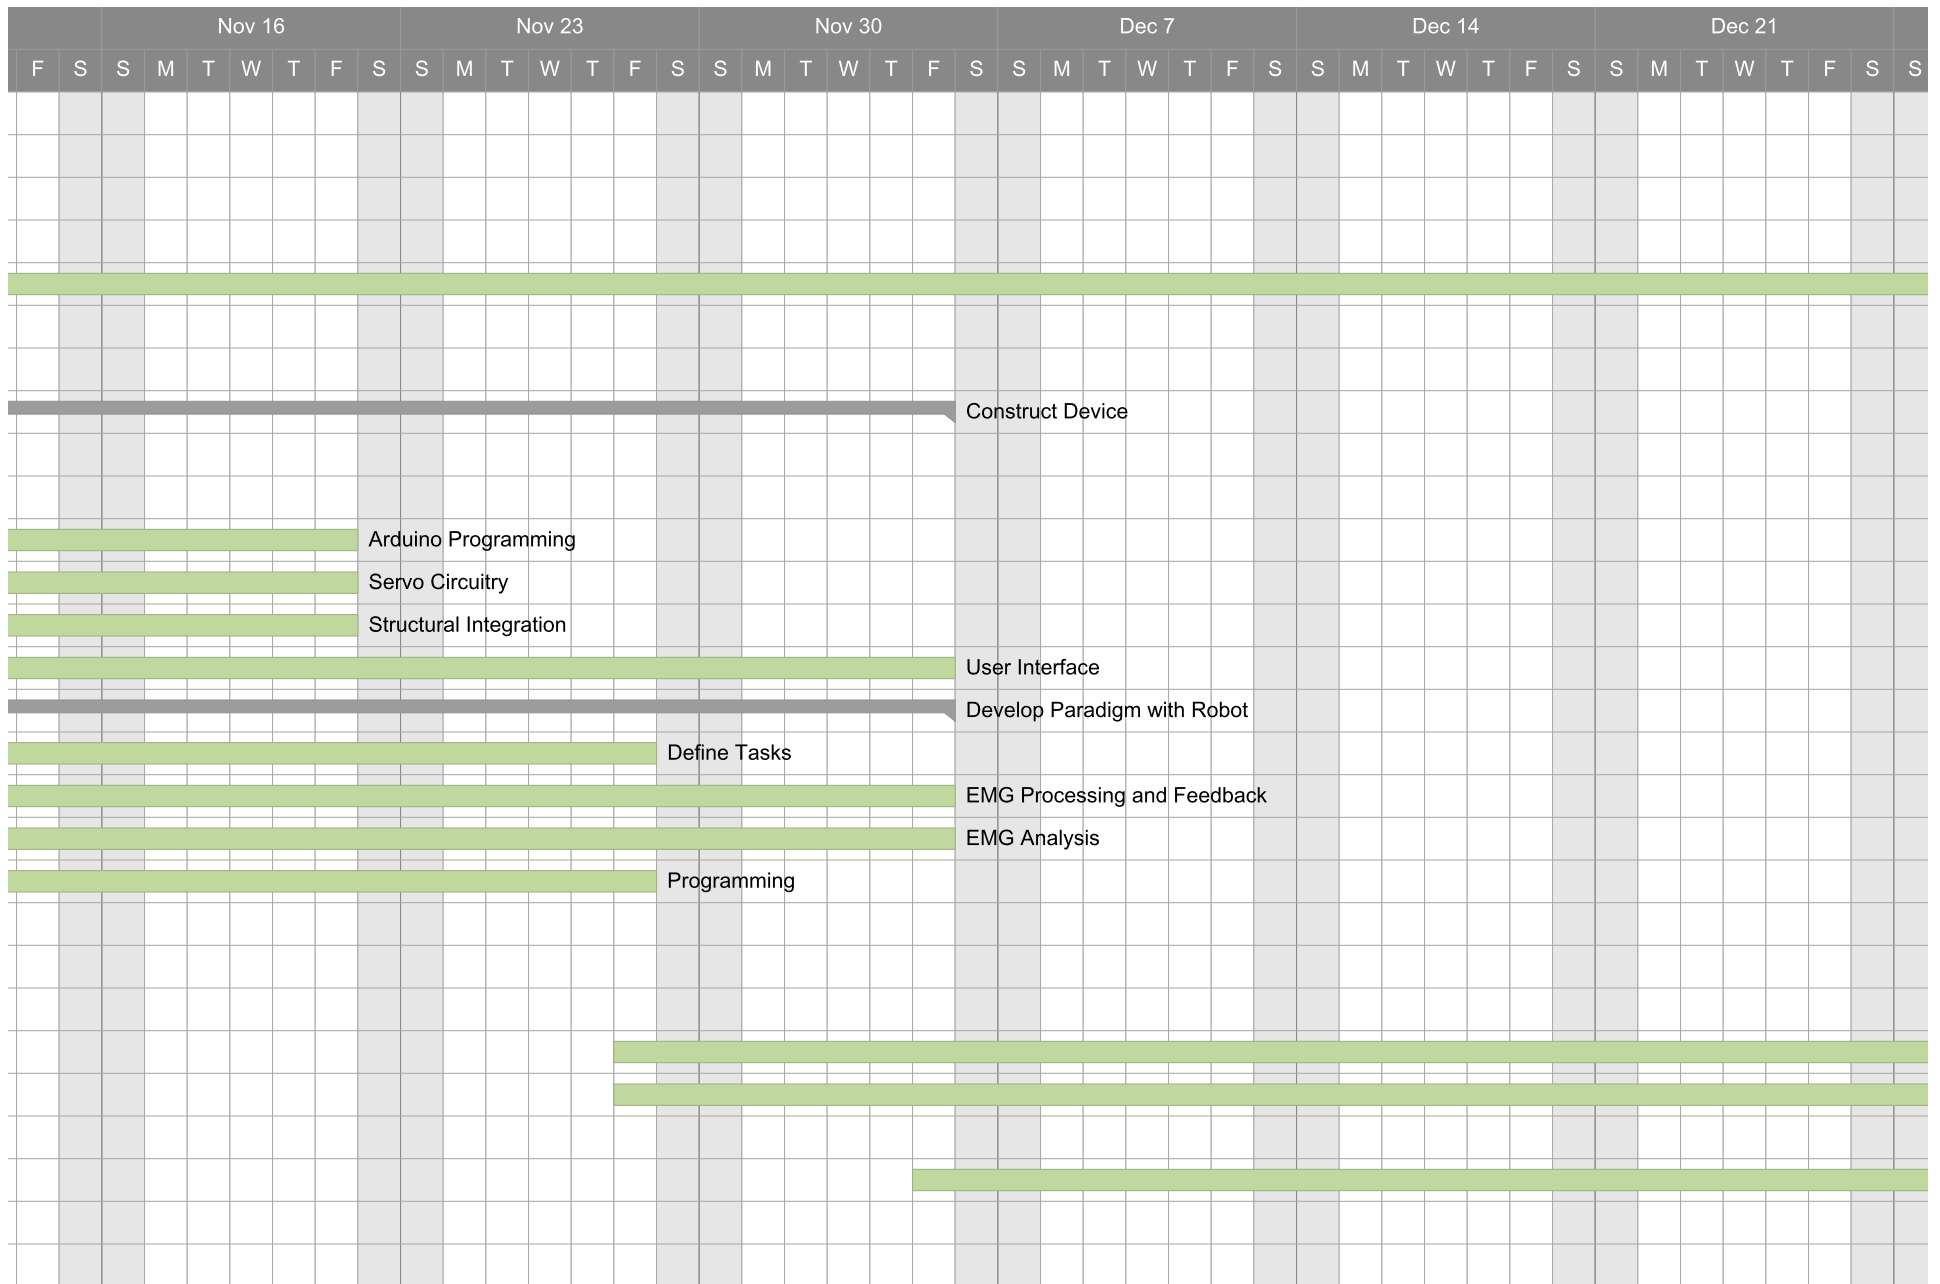 Nov 16 Nov 23 Nov 30 Dec 7 Dec 14 Dec 21
F S S M T W T F S S M T W T F S S M T W T F S S M T W T F S S M T W T F S S M T W T F S S
Construct Device
Arduino Programming
Servo Circuitry
Structural Integration
User Interface
Develop Paradigm with Robot
Define Tasks
EMG Processing and Feedback
EMG Analysis
Programming